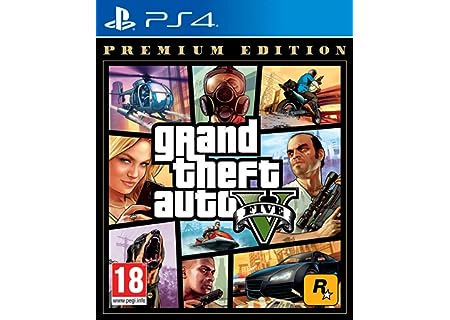 PS4
PREMIUM EDITION
grand
theft
auto
V
FIVE
18
www.pegi.info
R